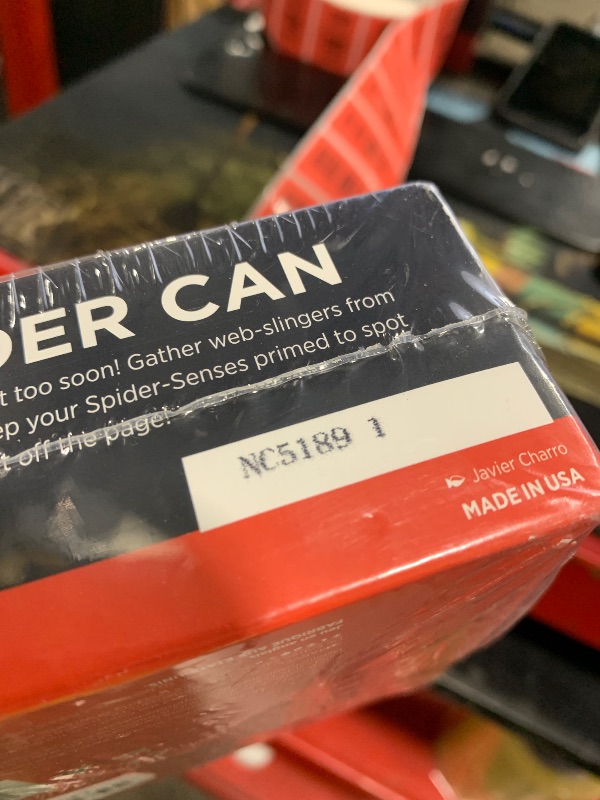 DER CAN
t too soon! Gather web-slingers from
ep your Spider-Senses primed to spot
t off the page!
NC5189 1
Javier Charro
MADE IN USA